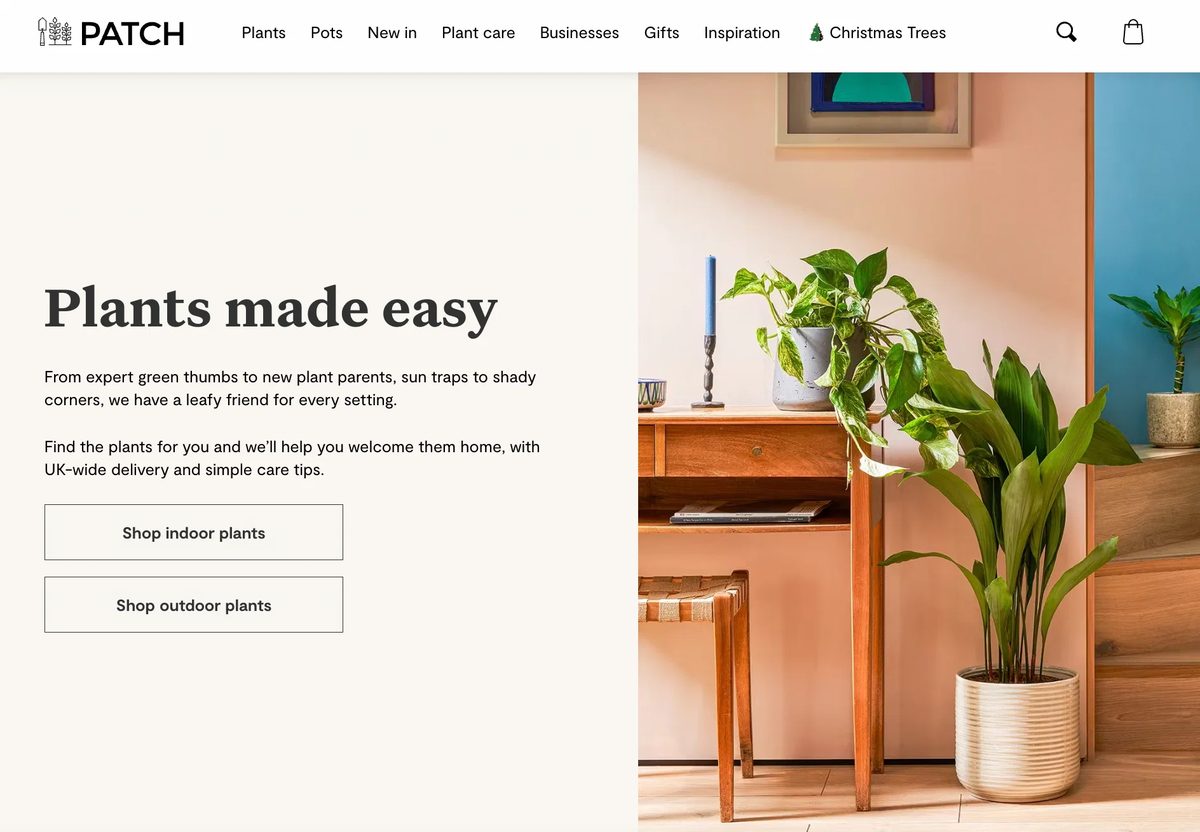 PATCH
Plants
Pots
New in
Plant care
Businesses
Gifts
Inspiration
Christmas Trees
Plants made easy
From expert green thumbs to new plant parents, sun traps to shady
corners, we have a leafy friend for every setting.
Find the plants for you and we’ll help you welcome them home, with
UK-wide delivery and simple care tips.
Shop indoor plants
Shop outdoor plants